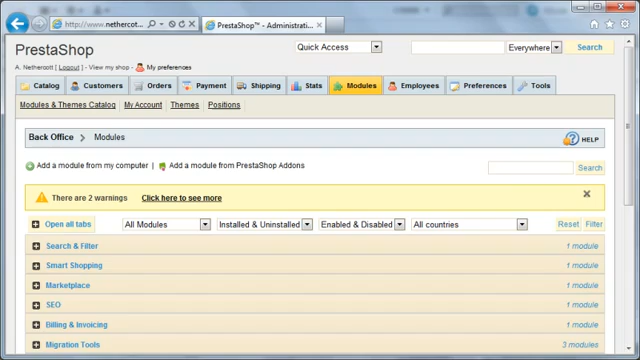 http://www.nethercott...
PrestaShop™ - Administrati...
PrestaShop
Quick Access
Everywhere
Search
A. Nethercott [ Logout ] - View my shop - My preferences
Catalog
Customers
Orders
Payment
Shipping
Stats
Modules
Employees
Preferences
Tools
Modules & Themes Catalog
My Account
Themes
Positions
Back Office > Modules
HELP
Add a module from my computer | Add a module from PrestaShop Addons
Search
There are 2 warnings Click here to see more
Open all tabs
All Modules
Installed & Uninstalled
Enabled & Disabled
All countries
Reset
Filter
Search & Filter 1 module
Smart Shopping 1 module
Marketplace 1 module
SEO 1 module
Billing & Invoicing 1 module
Migration Tools 3 modules